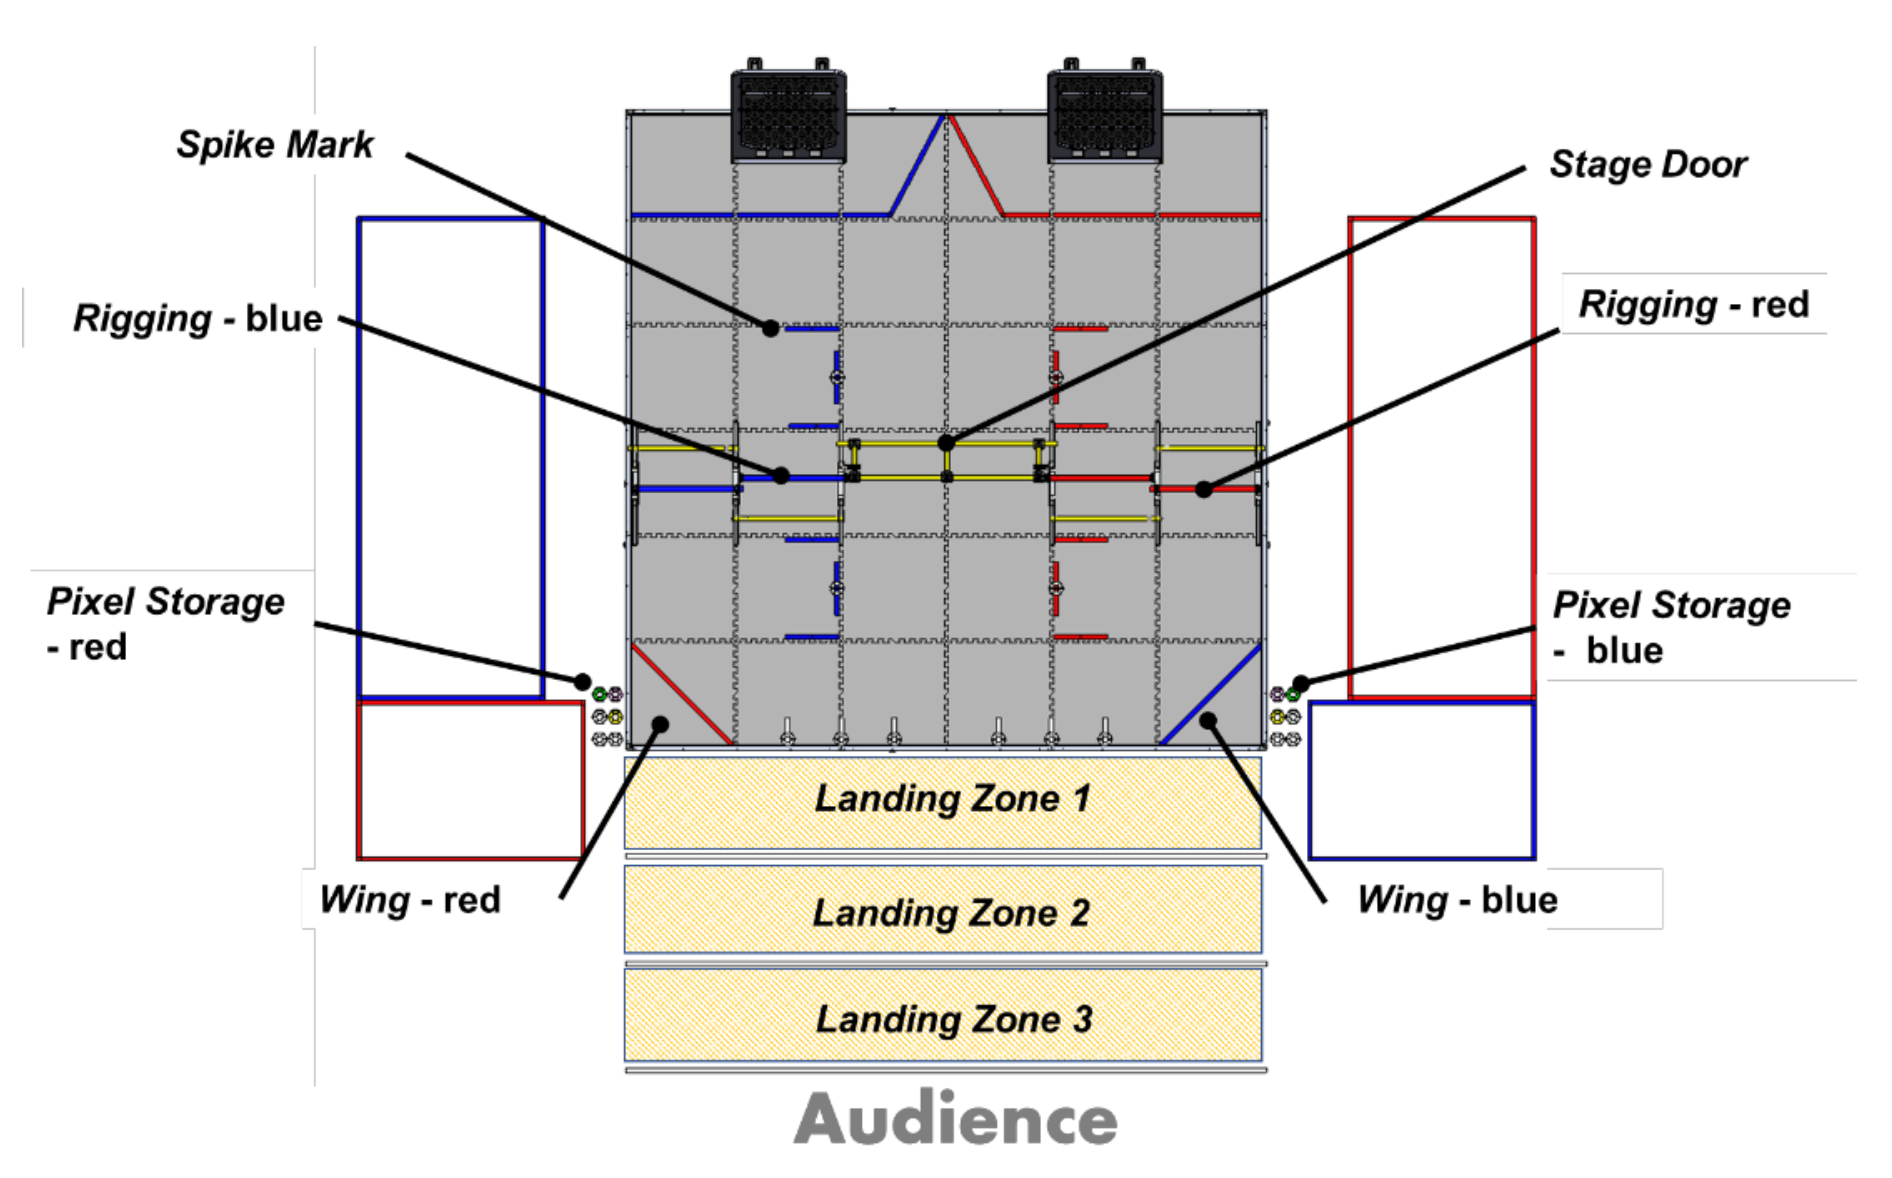 Spike Mark
Stage Door
Rigging - blue
Rigging - red
Pixel Storage
- red
Pixel Storage
- blue
Landing Zone 1
Wing - red
Wing - blue
Landing Zone 2
Landing Zone 3
Audience